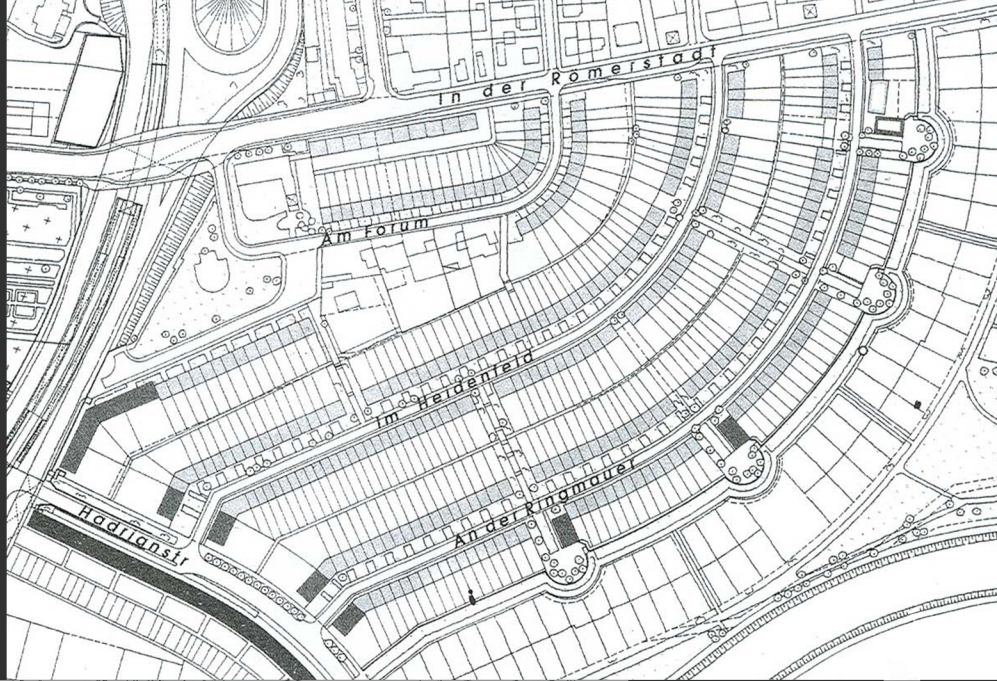 In der Römerstadt
Am Forum
Im Heidenfeld
An der Ringmauer
Hadrianstr